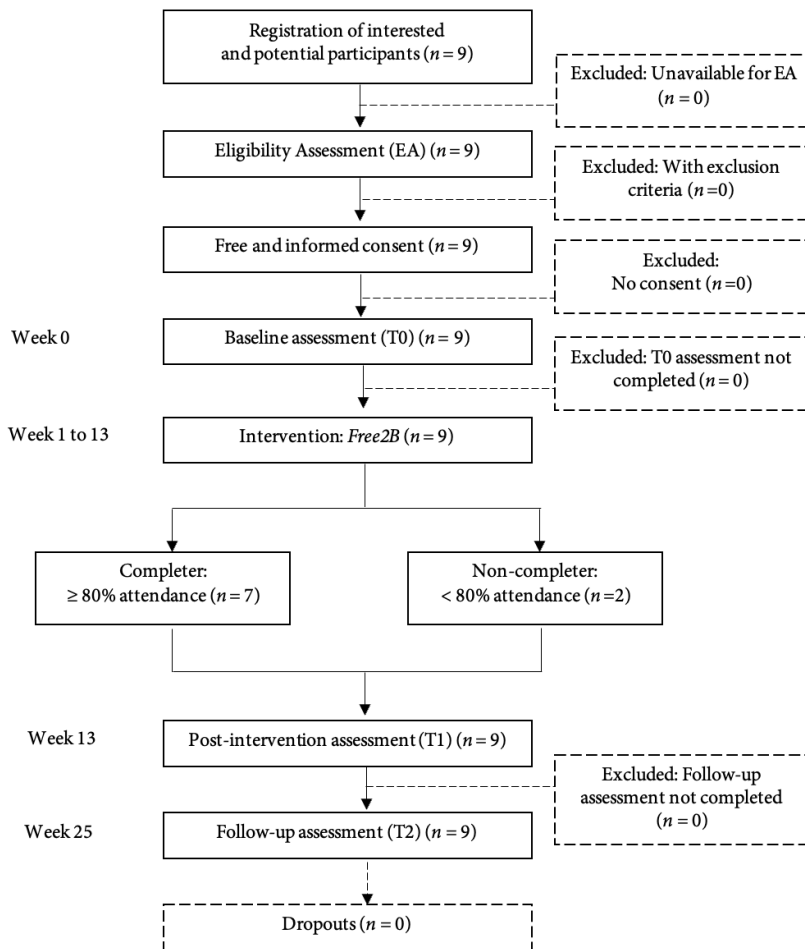 Registration of interested
and potential participants (n = 9)
Excluded: Unavailable for EA
(n = 0)
Eligibility Assessment (EA) (n = 9)
Excluded: With exclusion
criteria (n =0)
Free and informed consent (n = 9)
Excluded:
No consent (n =0)
Week 0
Baseline assessment (T0) (n = 9)
Excluded: T0 assessment not
completed (n = 0)
Week 1 to 13
Intervention: Free2B (n = 9)
Completer:
≥ 80% attendance (n = 7)
Non-completer:
< 80% attendance (n =2)
Week 13
Post-intervention assessment (T1) (n = 9)
Excluded: Follow-up
assessment not completed
(n = 0)
Week 25
Follow-up assessment (T2) (n = 9)
Dropouts (n = 0)